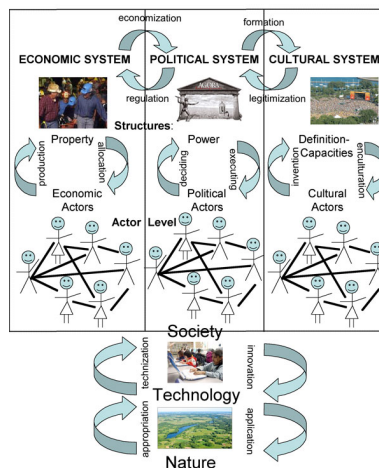 economization
formation
ECONOMIC SYSTEM
POLITICAL SYSTEM
CULTURAL SYSTEM
AGORA
regulation
legitimization
Structures:
Property
Power
Definition-
Capacities
production
allocation
deciding
executing
invention
enculturation
Economic
Actors
Political
Actors
Cultural
Actors
Actor Level
Society
technization
innovation
Technology
appropriation
application
Nature